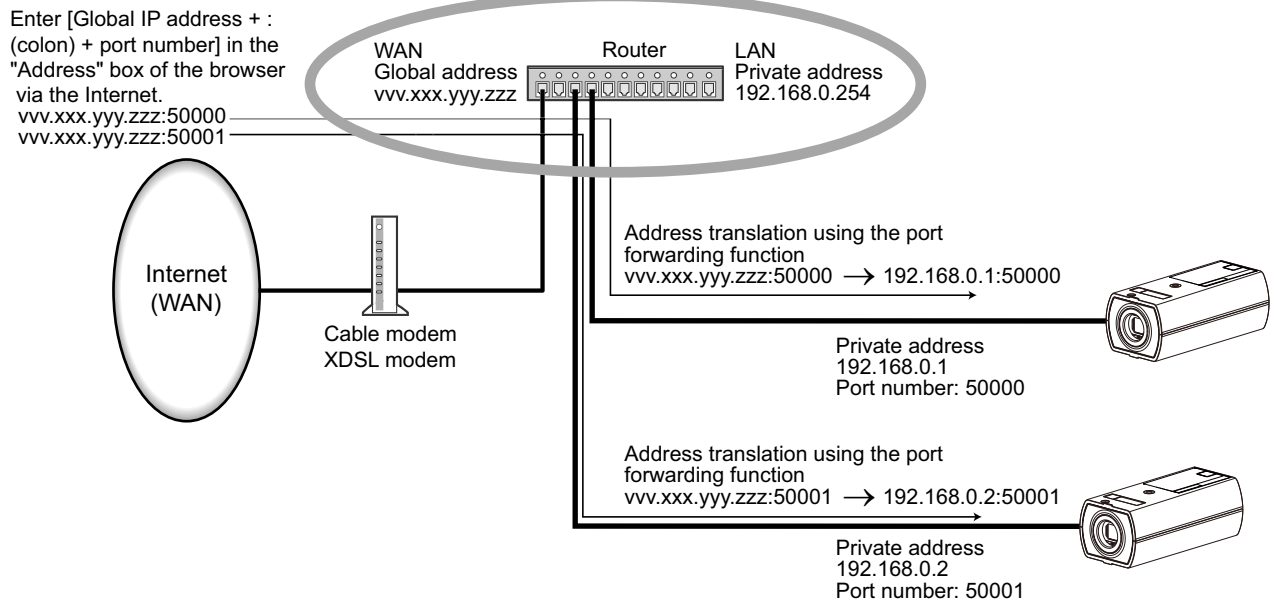 Enter [Global IP address + :
(colon) + port number] in the
"Address" box of the browser
via the Internet.
vvv.xxx.yyy.zzz:50000
vvv.xxx.yyy.zzz:50001
WAN
Global address
vvv.xxx.yyy.zzz
Router
LAN
Private address
192.168.0.254
Internet
(WAN)
Cable modem
XDSL modem
Address translation using the port
forwarding function
vvv.xxx.yyy.zzz:50000 → 192.168.0.1:50000
Private address
192.168.0.1
Port number: 50000
Address translation using the port
forwarding function
vvv.xxx.yyy.zzz:50001 → 192.168.0.2:50001
Private address
192.168.0.2
Port number: 50001